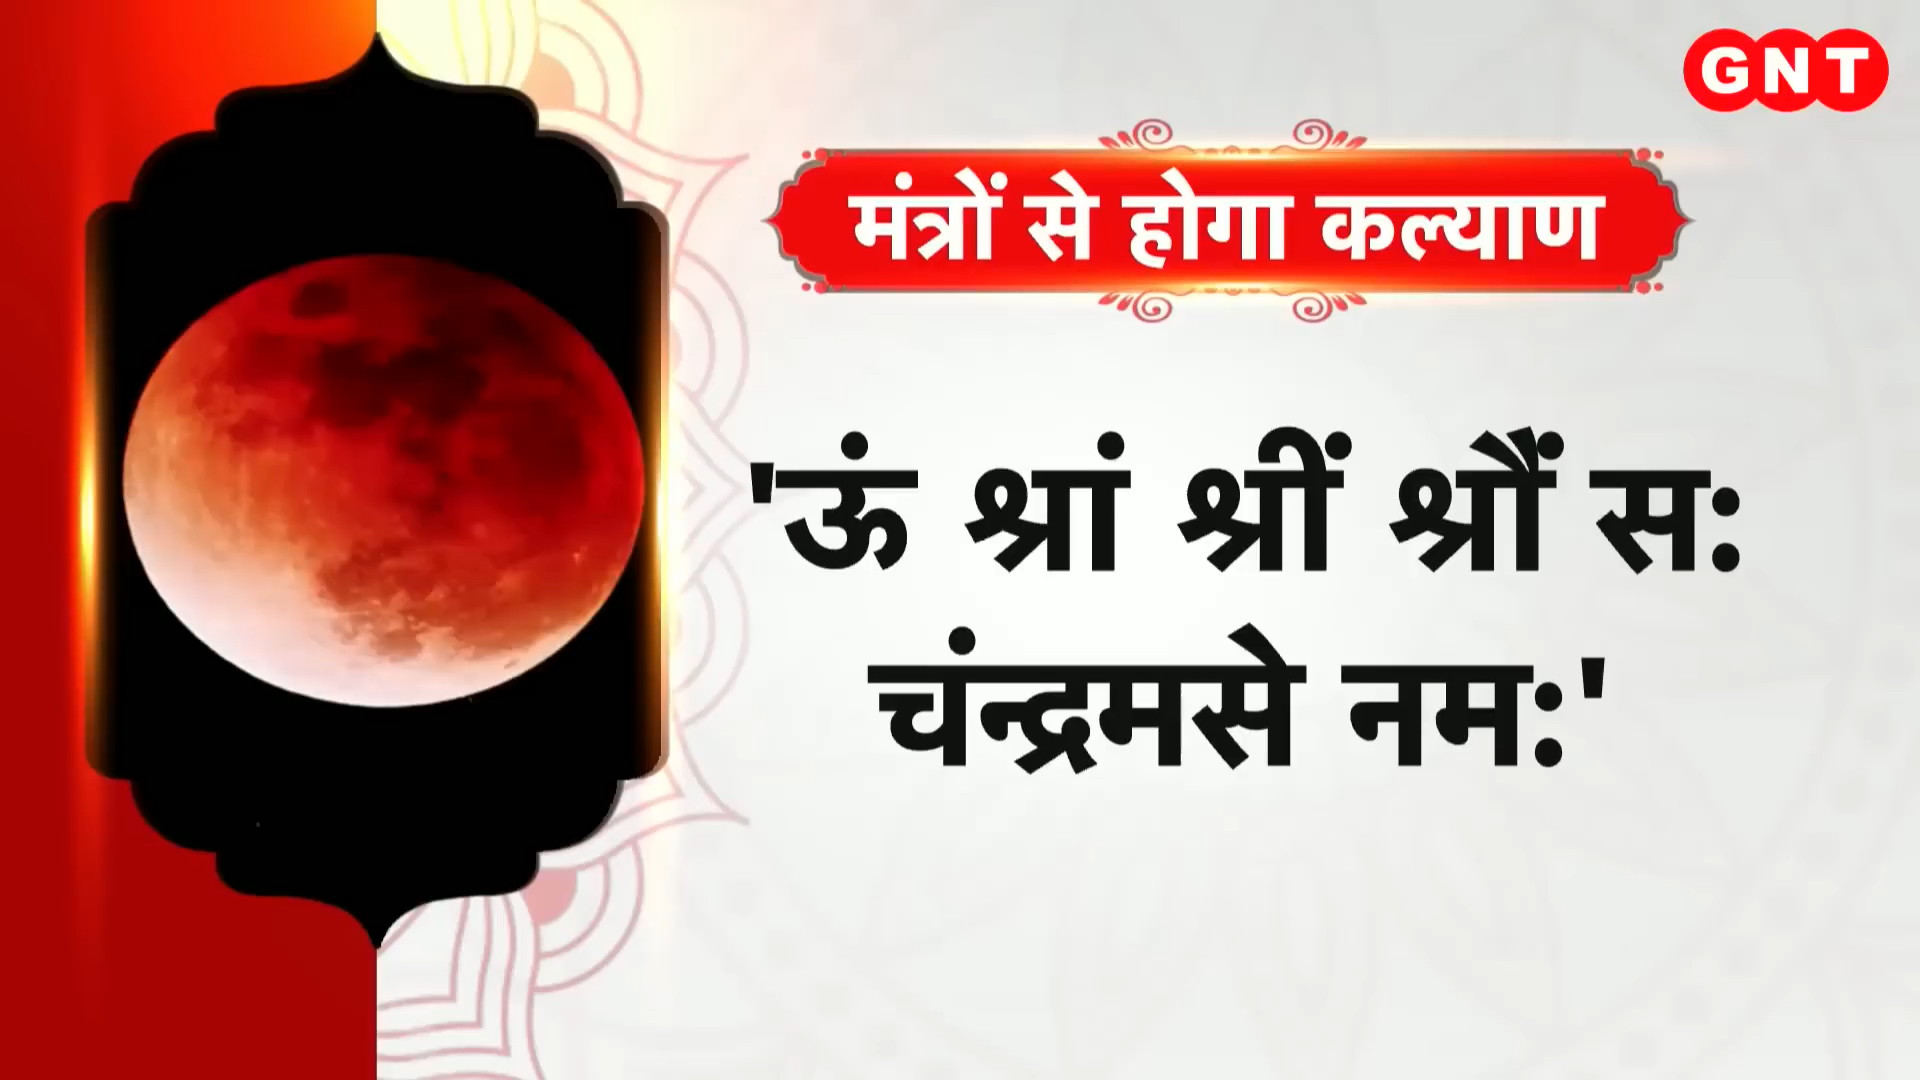 GNT
मंत्रों से होगा कल्याण
'ऊं श्रां श्रीं श्रौं स:
चंन्द्रमसे नम:'